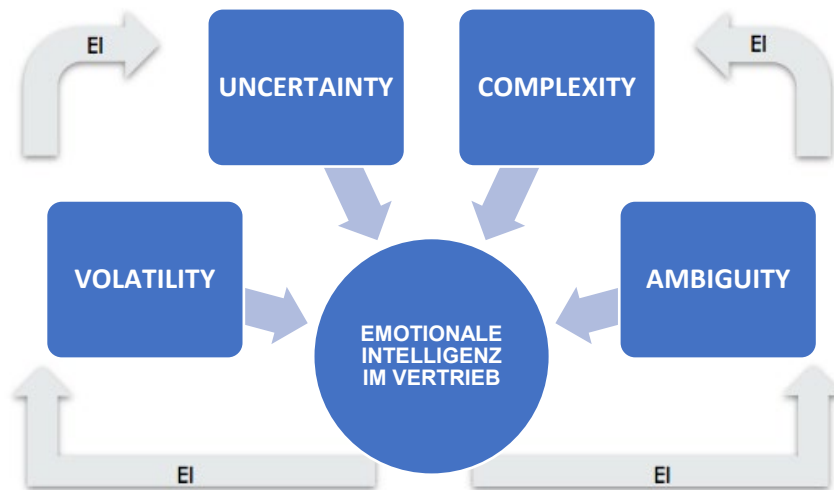 EI
EI
UNCERTAINTY
COMPLEXITY
VOLATILITY
AMBIGUITY
EMOTIONALE
INTELLIGENZ
IM VERTRIEB
EI
EI